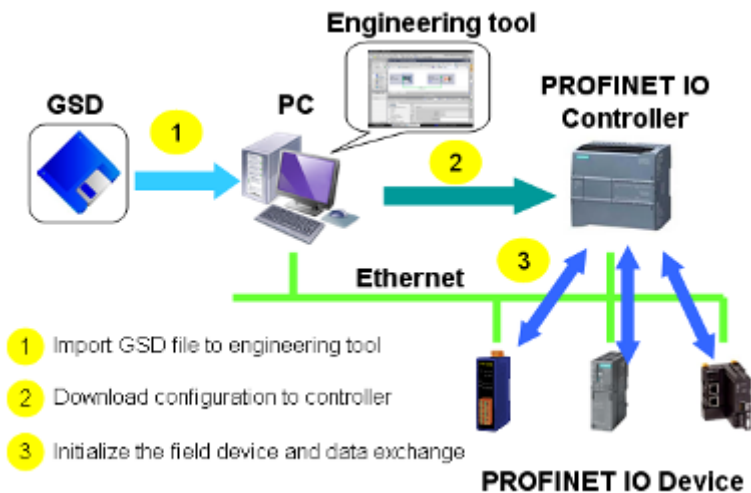 Engineering tool
GSD
PC
PROFINET IO
Controller
1
2
3
Ethernet
1 Import GSD file to engineering tool
2 Download configuration to controller
3 Initialize the field device and data exchange
PROFINET IO Device